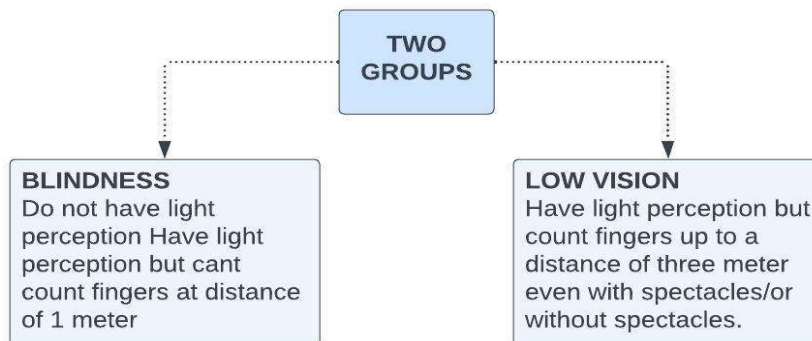 TWO
GROUPS
BLINDNESS
Do not have light
perception Have light
perception but cant
count fingers at distance
of 1 meter
LOW VISION
Have light perception but
count fingers up to a
distance of three meter
even with spectacles/or
without spectacles.